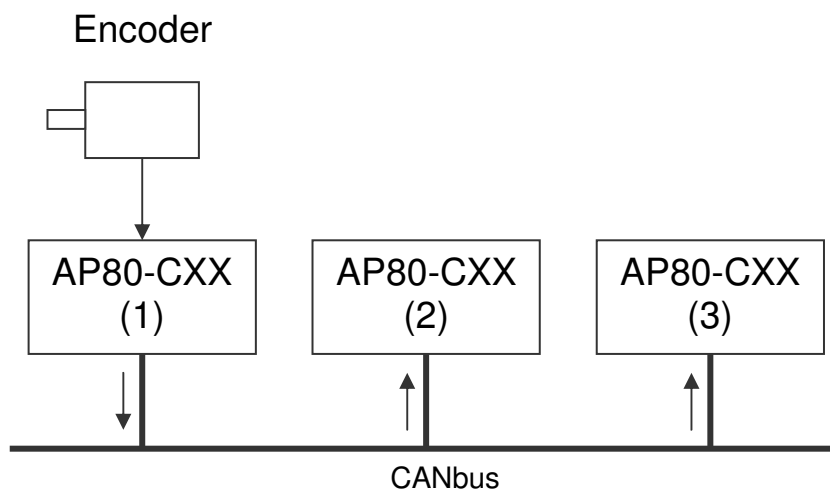 Encoder
AP80-CXX
(1)
AP80-CXX
(2)
AP80-CXX
(3)
CANbus